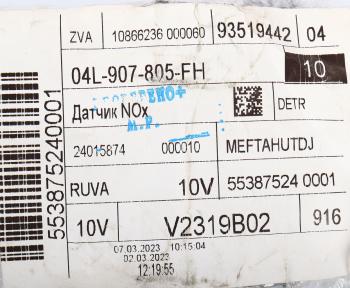 ZVA 10866236 000060 93519442 04
04L-907-805-FH 10
Датчик NOx DETR
М.Р.
24015874 000010 MEFTAHUTDJ
RUVA 10V 55387524 0001
10V V2319B02 916
07.03.2023 10:15:04
02.03.2023
12:19:55
553875240001